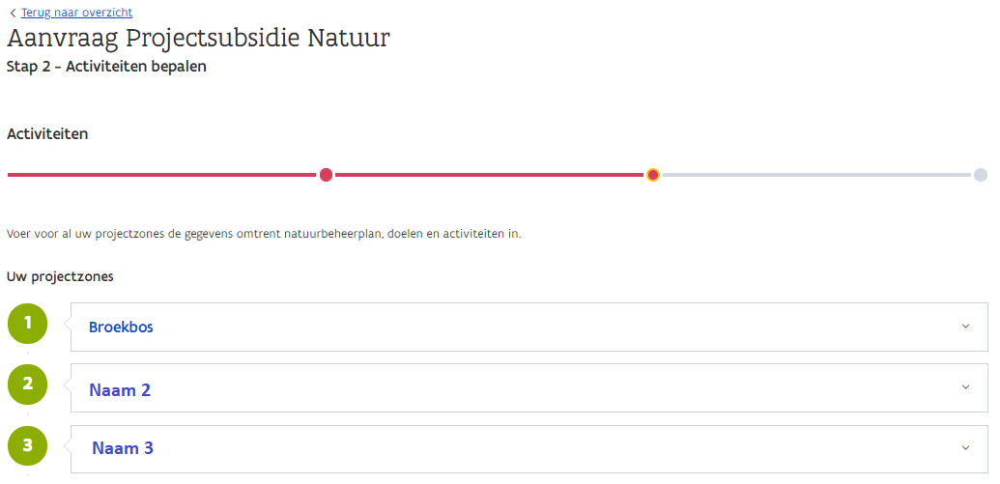 Terug naar overzicht
Aanvraag Projectsubsidie Natuur
Stap 2 – Activiteiten bepalen
Activiteiten
Voer voor al uw projectzones de gegevens omtrent natuurbeheerplan, doelen en activiteiten in.
Uw projectzones
1 Broekbos
2 Naam 2
3 Naam 3